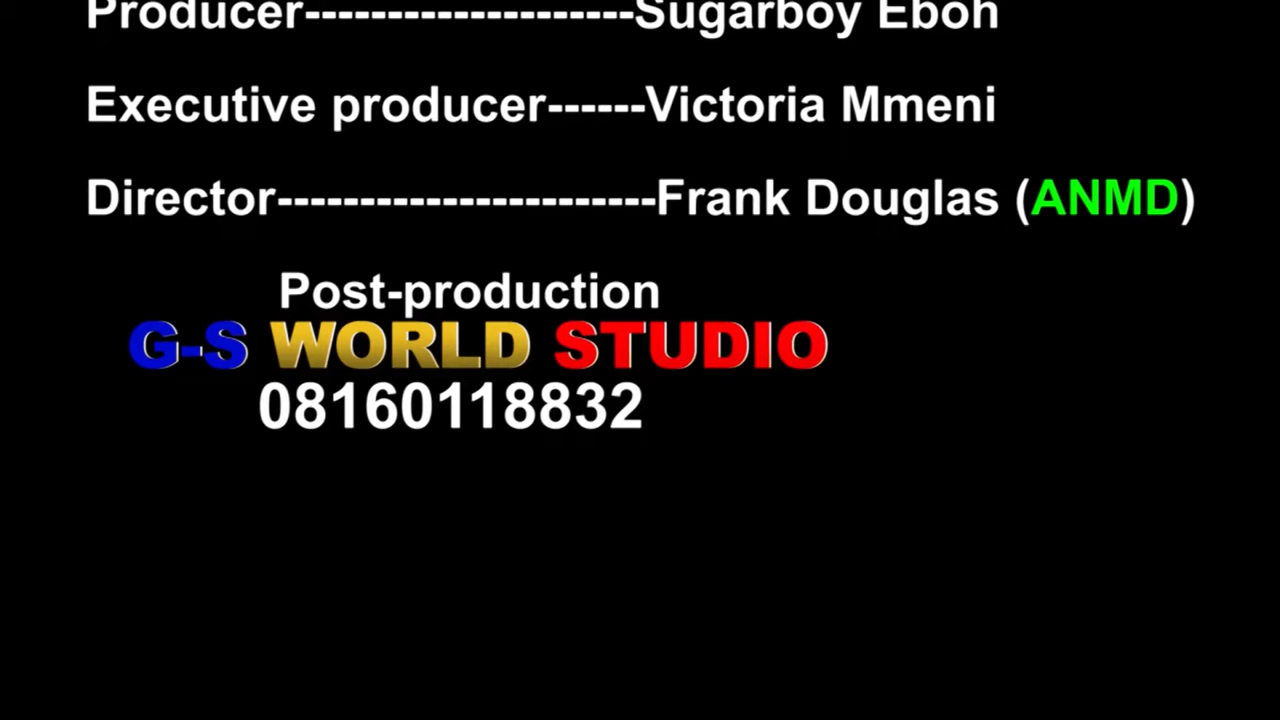 Producer--------------------Sugarboy Eboh
Executive producer------Victoria Mmeni
Director-----------------------Frank Douglas (ANMD)
Post-production
G-S WORLD STUDIO
08160118832